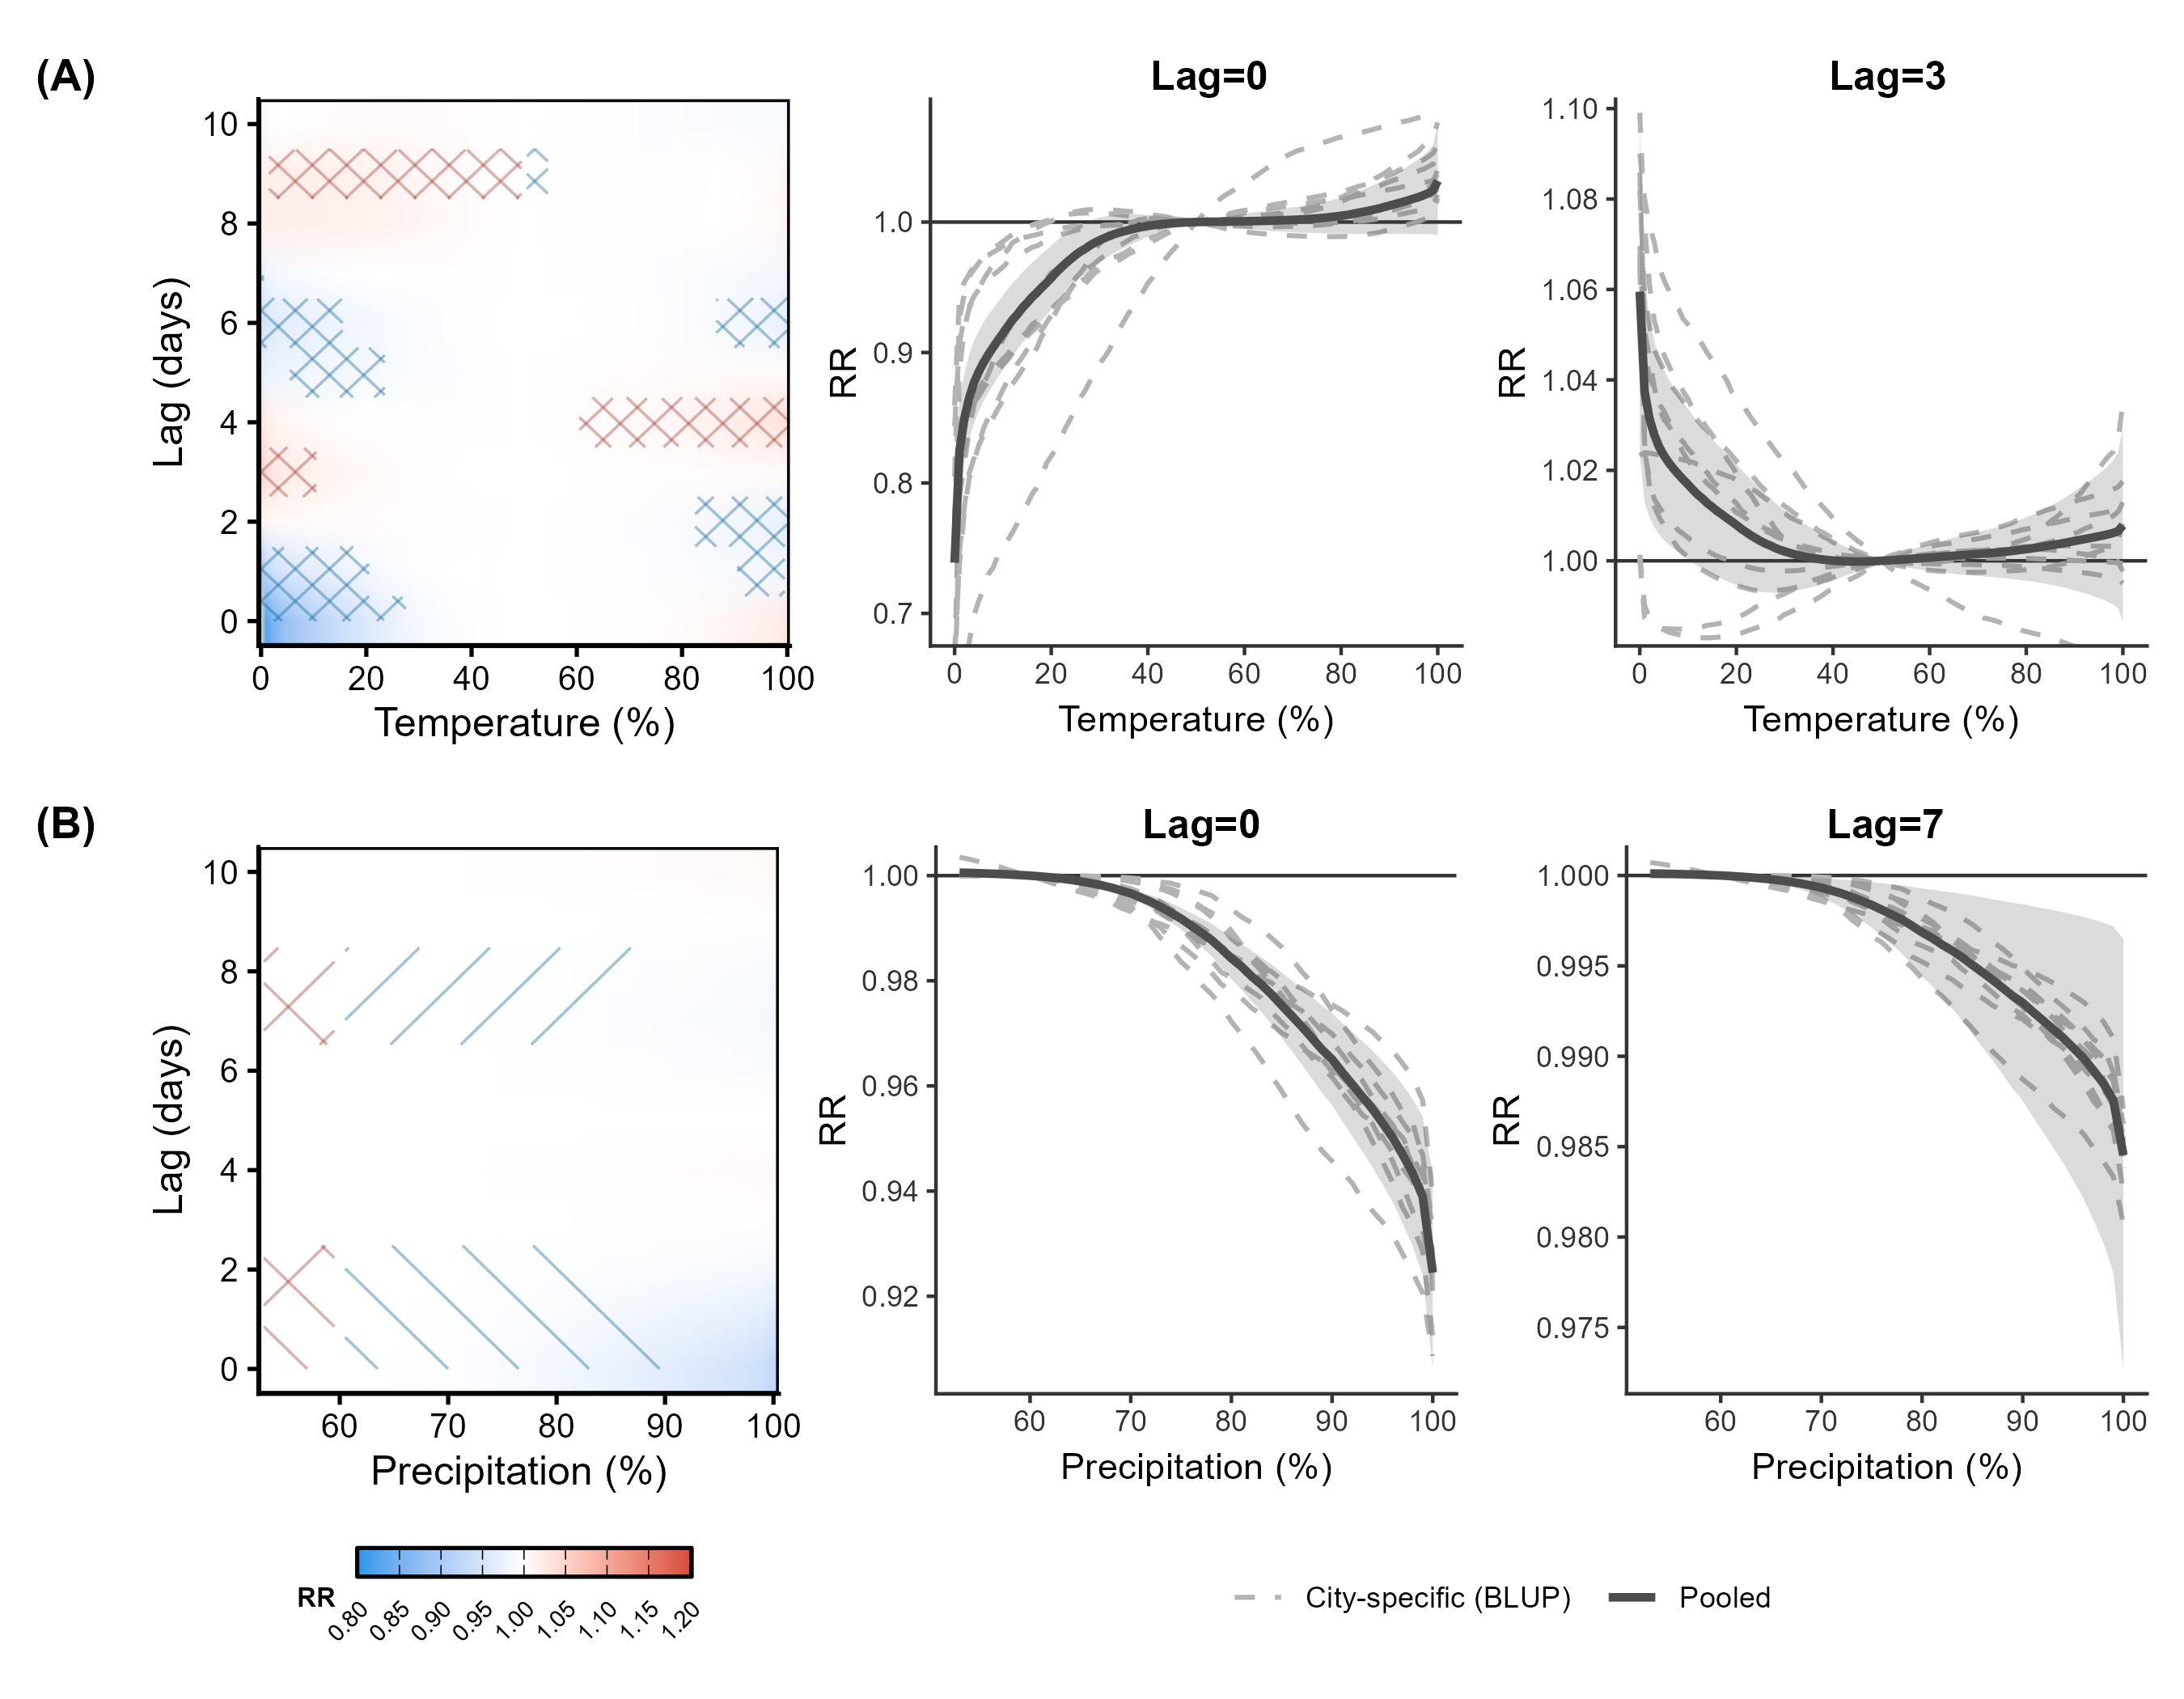 (A)
Lag=0
Lag=3
10
8
6
4
2
0
Lag (days)
0 20 40 60 80 100
Temperature (%)
1.0
0.9
0.8
0.7
RR
0 20 40 60 80 100
Temperature (%)
1.10
1.08
1.06
1.04
1.02
1.00
RR
0 20 40 60 80 100
Temperature (%)
(B)
Lag=0
Lag=7
10
8
6
4
2
0
Lag (days)
60 70 80 90 100
Precipitation (%)
1.00
0.98
0.96
0.94
0.92
RR
60 70 80 90 100
Precipitation (%)
1.000
0.995
0.990
0.985
0.980
0.975
RR
60 70 80 90 100
Precipitation (%)
RR
0.80 0.85 0.90 0.95 1.00 1.05 1.10 1.15 1.20
City-specific (BLUP) Pooled